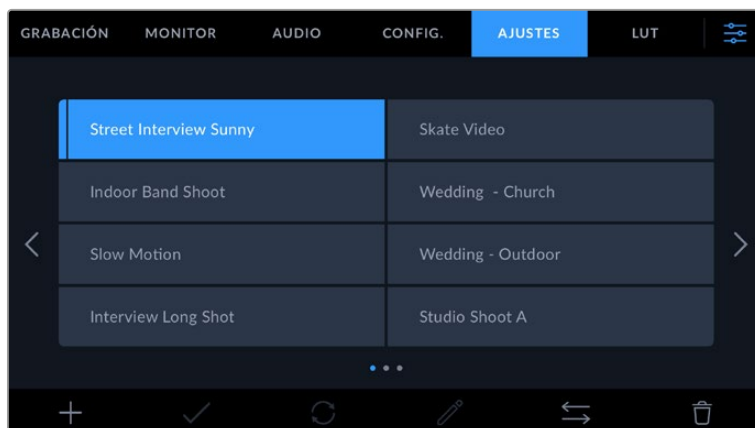 GRABACIÓN MONITOR AUDIO CONFIG. AJUSTES LUT
Street Interview Sunny Skate Video
Indoor Band Shoot Wedding - Church
Slow Motion Wedding - Outdoor
Interview Long Shot Studio Shoot A